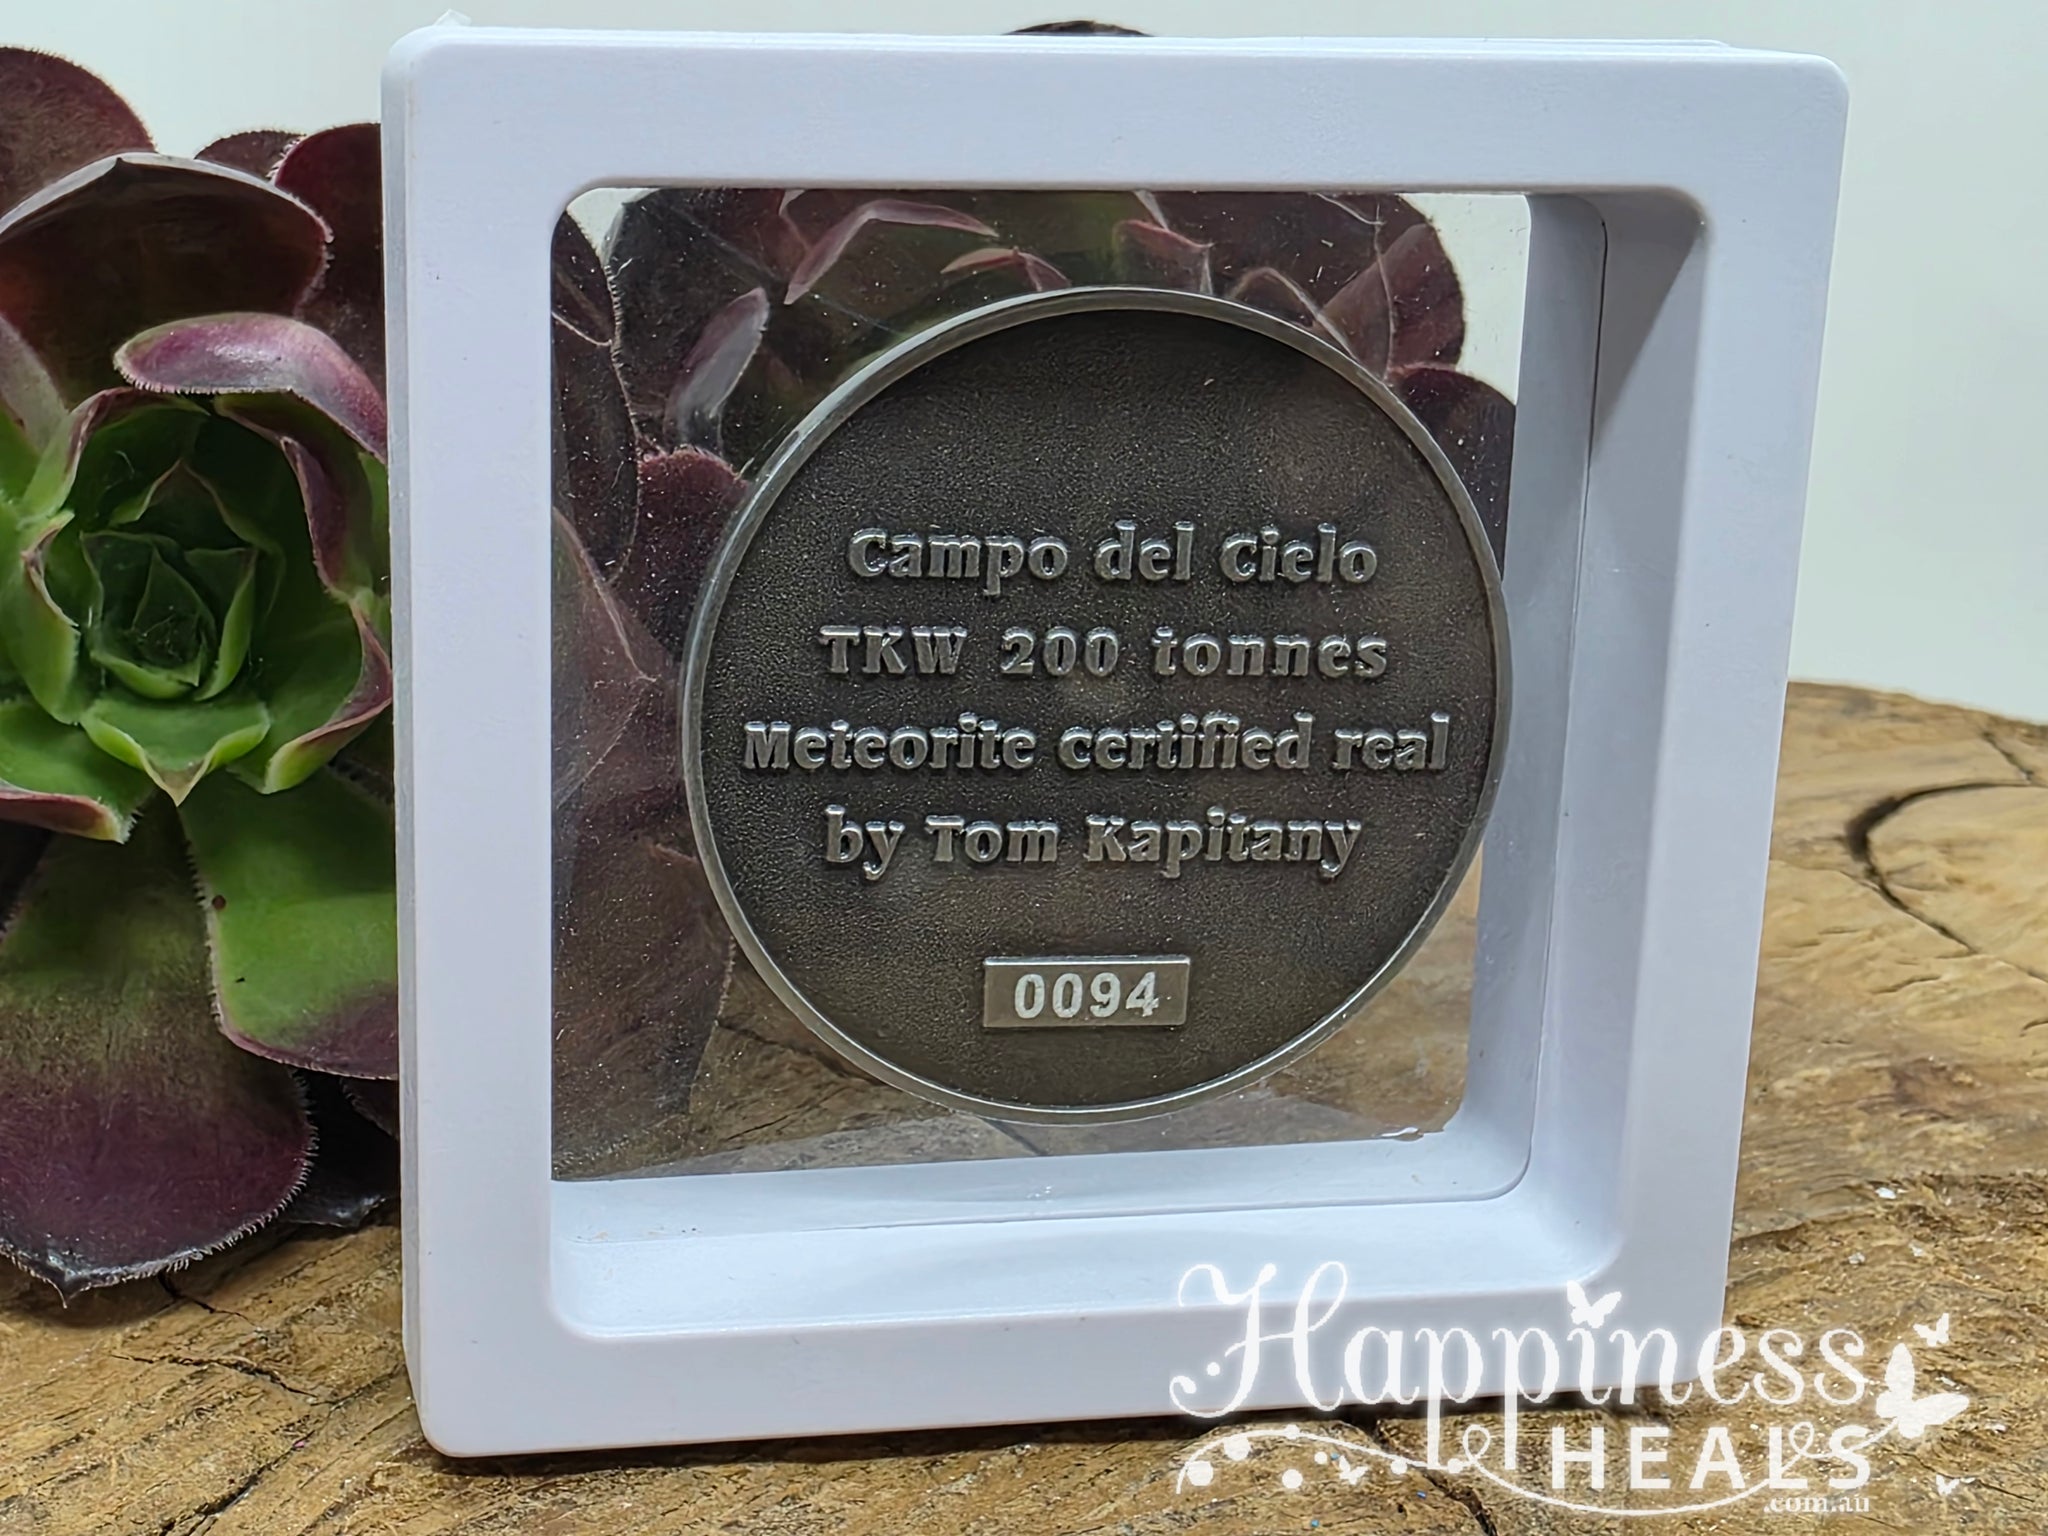 Campo del Cielo
TKW 200 tonnes
Meteorite certified real
by Tom Kapitany
0094
Happiness
HEALS
.com.au